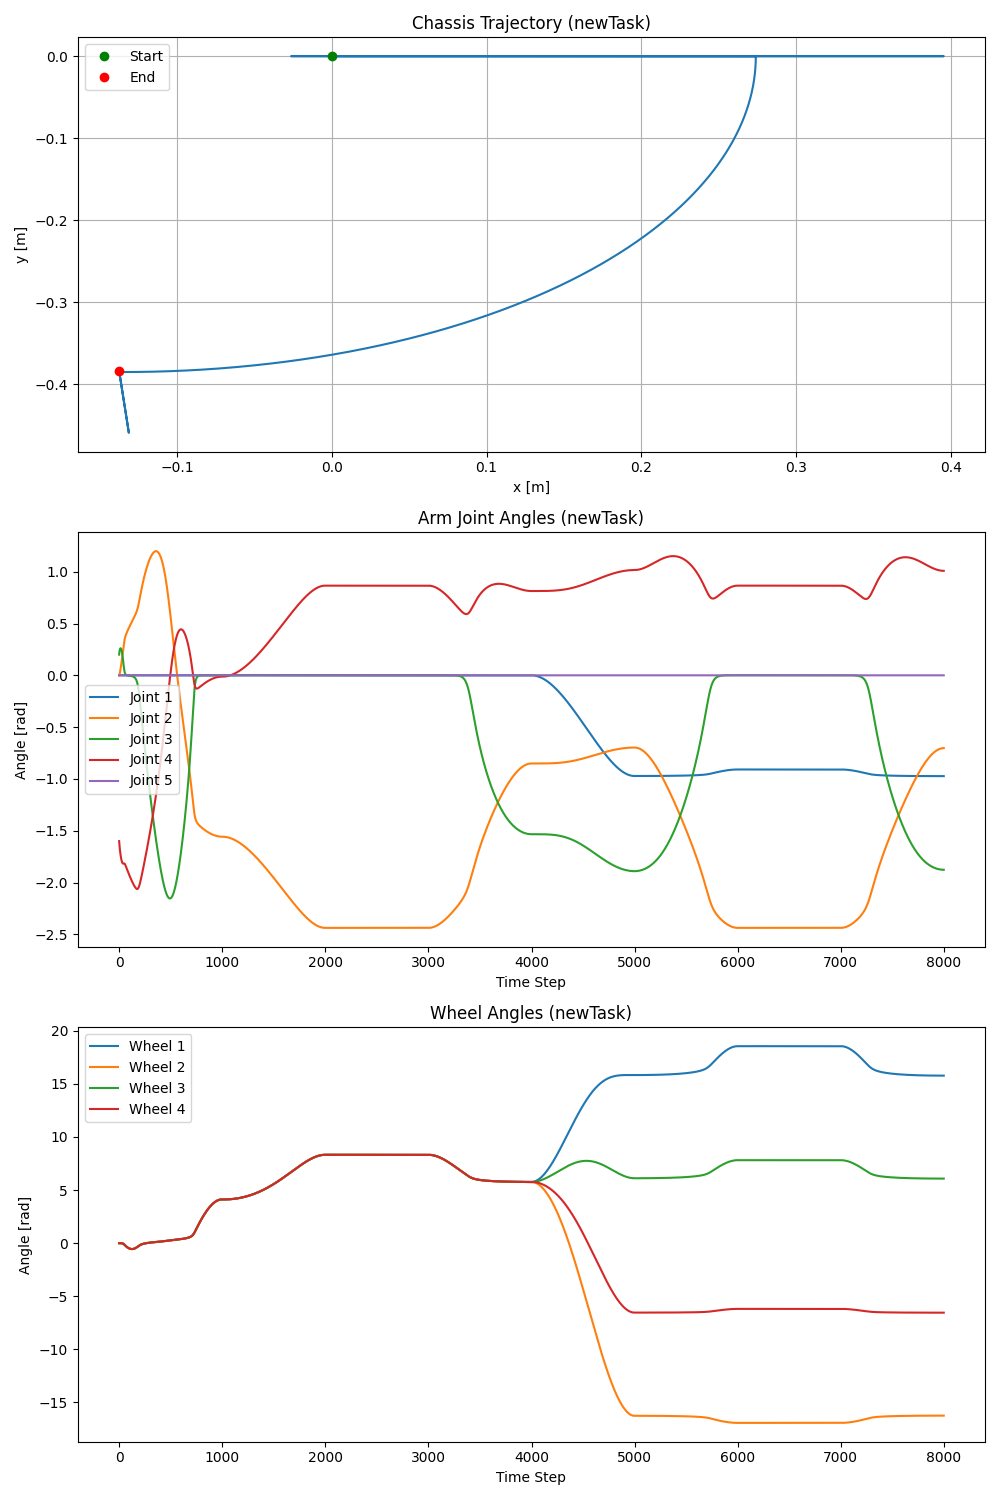 Chassis Trajectory (newTask)
Start
End
0.0
−0.1
−0.2
−0.3
−0.4
y [m]
−0.1 0.0 0.1 0.2 0.3 0.4
x [m]
Arm Joint Angles (newTask)
1.0
0.5
0.0
−0.5
−1.0
−1.5
−2.0
−2.5
Angle [rad]
Joint 1
Joint 2
Joint 3
Joint 4
Joint 5
0 1000 2000 3000 4000 5000 6000 7000 8000
Time Step
Wheel Angles (newTask)
20
15
10
5
0
−5
−10
−15
Angle [rad]
Wheel 1
Wheel 2
Wheel 3
Wheel 4
0 1000 2000 3000 4000 5000 6000 7000 8000
Time Step